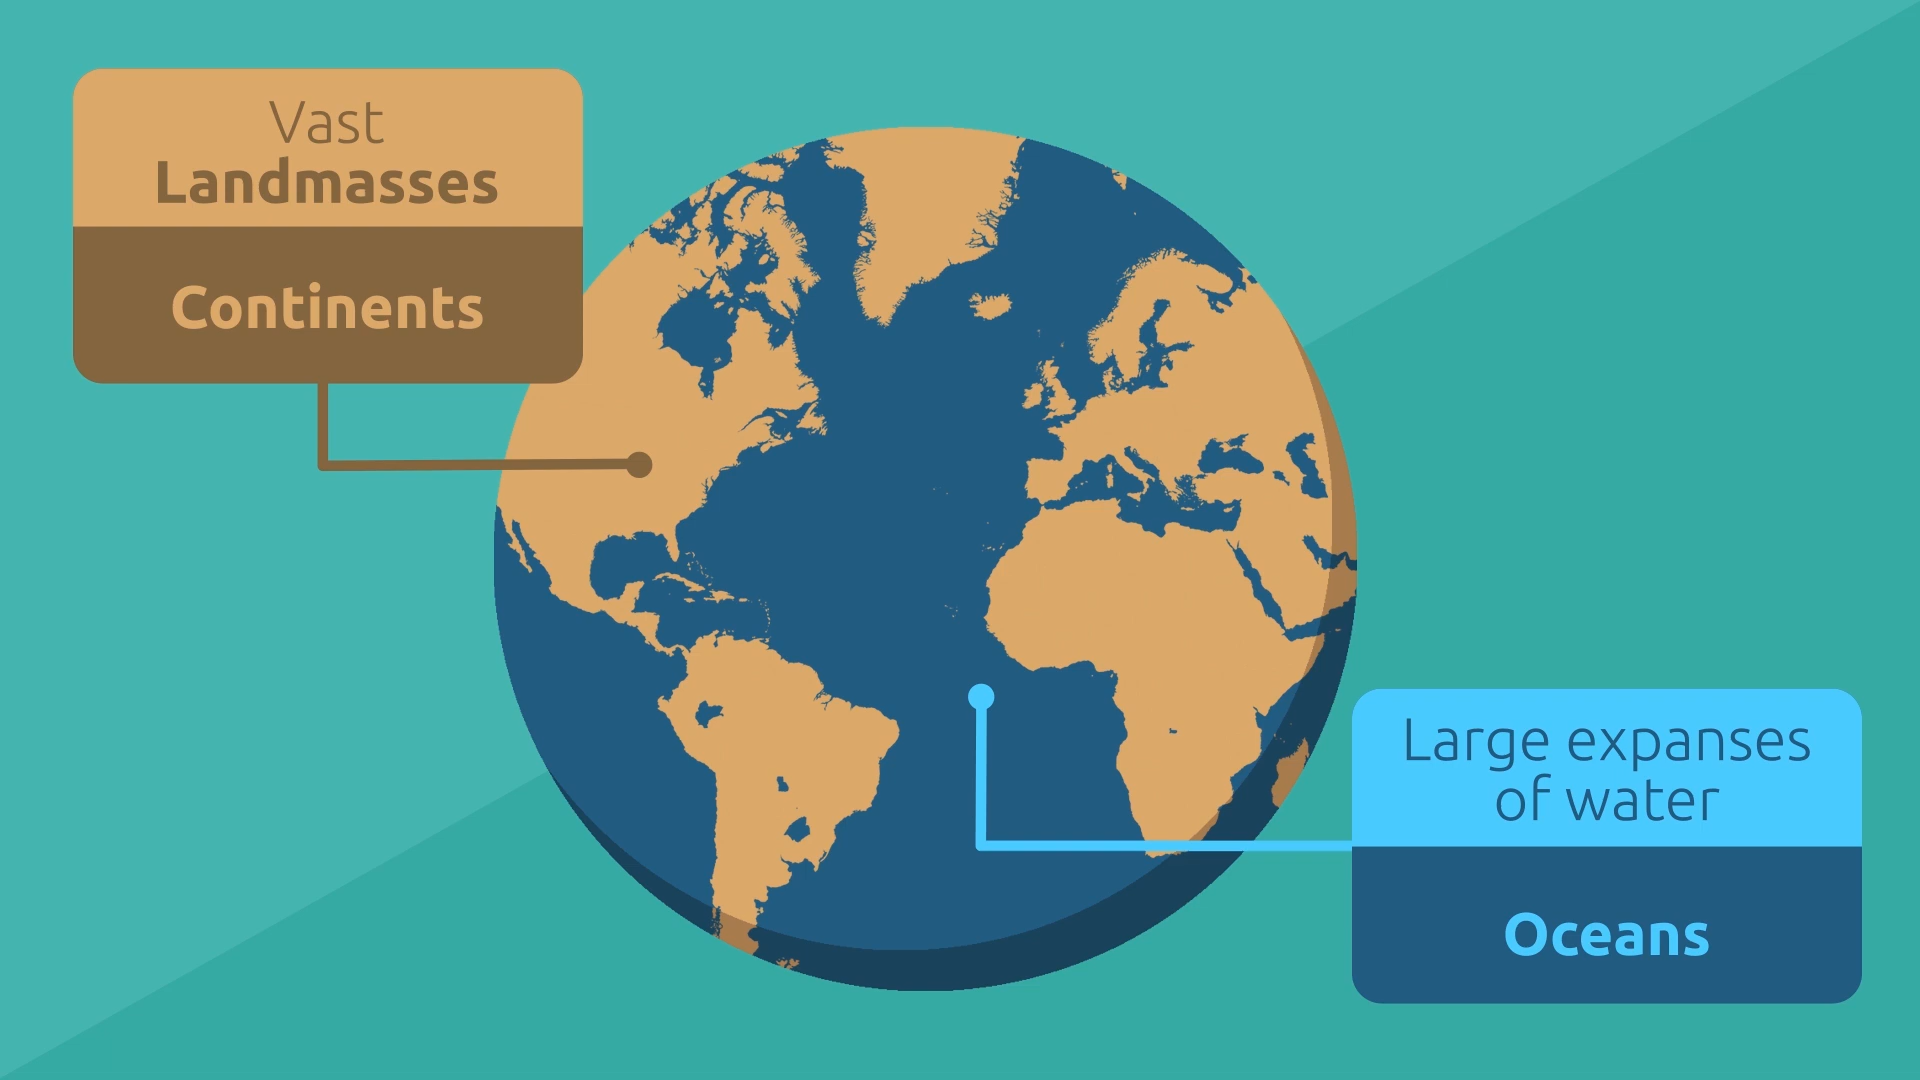 Vast
Landmasses
Continents
Large expanses
of water
Oceans